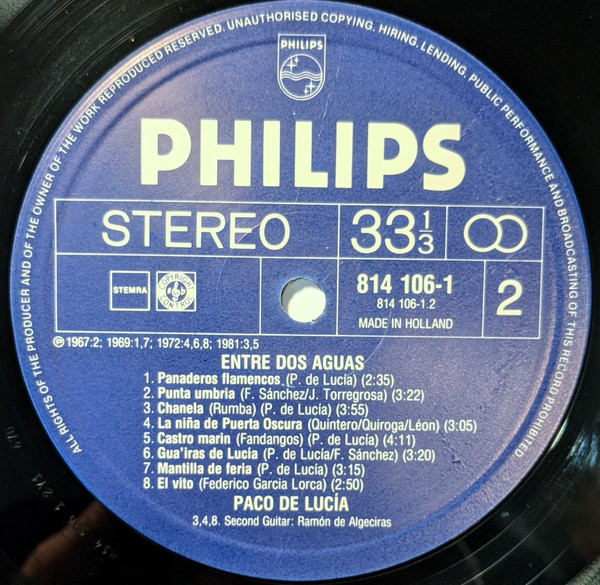 ALL RIGHTS OF THE PRODUCER AND OF THE OWNER OF THE WORK REPRODUCED RESERVED. UNAUTHORISED COPYING, HIRING, LENDING, PUBLIC PERFORMANCE AND BROADCASTING OF THIS RECORD PROHIBITED
PHILIPS
PHILIPS
STEREO 33 1/3
STEMRA COPYRIGHT CONTROL 814 106-1 2
814 106-1.2
MADE IN HOLLAND
℗ 1967:2; 1969:1,7; 1972:4,6,8; 1981:3,5
ENTRE DOS AGUAS
1. Panaderos flamencos (P. de Lucía) (2:35)
2. Punta umbria (F. Sánchez/J. Torregrosa) (3:22)
3. Chanela (Rumba) (P. de Lucía) (3:55)
4. La niña de Puerta Oscura (Quintero/Quiroga/Léon) (3:05)
5. Castro marin (Fandangos) (P. de Lucía) (4:11)
6. Gua'iras de Lucía (P. de Lucía/F. Sánchez) (3:20)
7. Mantilla de feria (P. de Lucía) (3:15)
8. El vito (Federico Garcia Lorca) (2:50)
PACO DE LUCÍA
3,4,8. Second Guitar: Ramón de Algeciras